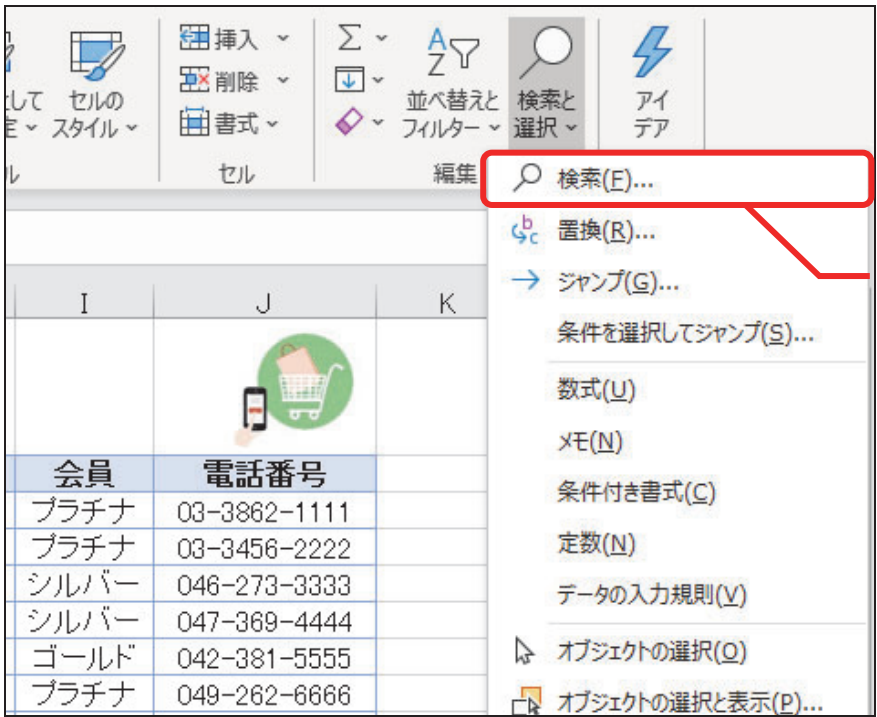 して セルの
定 スタイル
挿入
削除
書式
並べ替えと
フィルター
検索と
選択
アイ
デア
ル
セル
編集
検索(F)...
置換(R)...
ジャンプ(G)...
条件を選択してジャンプ(S)...
数式(U)
メモ(N)
条件付き書式(C)
定数(N)
データの入力規則(V)
オブジェクトの選択(O)
オブジェクトの選択と表示(P)...
I J K
会員 電話番号
プラチナ 03-3862-1111
プラチナ 03-3456-2222
シルバー 046-273-3333
シルバー 047-369-4444
ゴールド 042-381-5555
プラチナ 049-262-6666